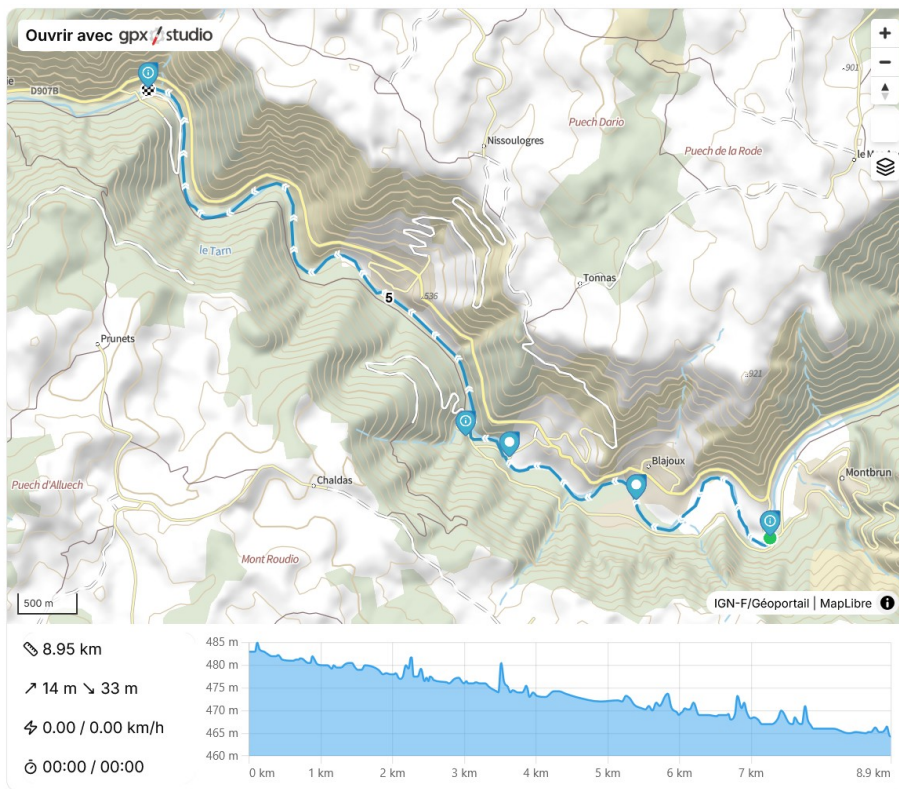 Ouvrir avec gpx studio
D907B
901
Puech Dario
Nissoulogres
Puech de la Rode
le Tarn
Tonnas
5
536
Prunets
921
Blajoux
Montbrun
Chaldas
Puech d'Alluech
Mont Roudio
500 m
IGN-F/Géoportail | MapLibre
8.95 km
14 m 33 m
0.00 / 0.00 km/h
00:00 / 00:00
485 m
480 m
475 m
470 m
465 m
460 m
0 km 1 km 2 km 3 km 4 km 5 km 6 km 7 km 8.9 km